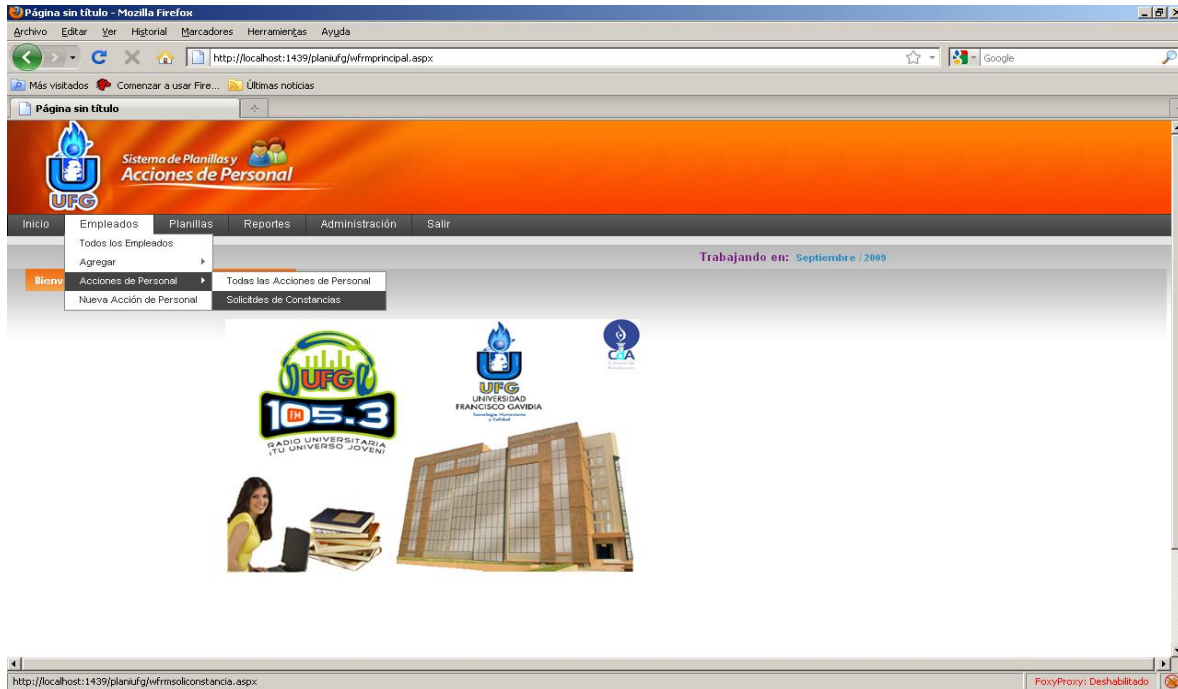 Página sin título - Mozilla Firefox
Archivo Editar Ver Historial Marcadores Herramientas Ayuda
http://localhost:1439/planiufg/wfrmprincipal.aspx
Google
Más visitados Comenzar a usar Fire... Últimas noticias
Página sin título
Sistema de Planillas y
Acciones de Personal
UFG
Inicio Empleados Planillas Reportes Administración Salir
Todos los Empleados
Trabajando en: Septiembre / 2009
Agregar
Bienv
Acciones de Personal
Todas las Acciones de Personal
Nueva Acción de Personal
Solicitdes de Constancias
UFG
105.3
FM
RADIO UNIVERSITARIA
¡TU UNIVERSO JOVEN!
UFG
UNIVERSIDAD
FRANCISCO GAVIDIA
Tecnología, Humanismo
y Calidad
CdA
http://localhost:1439/planiufg/wfrmsoliconstancia.aspx
FoxyProxy: Deshabilitado